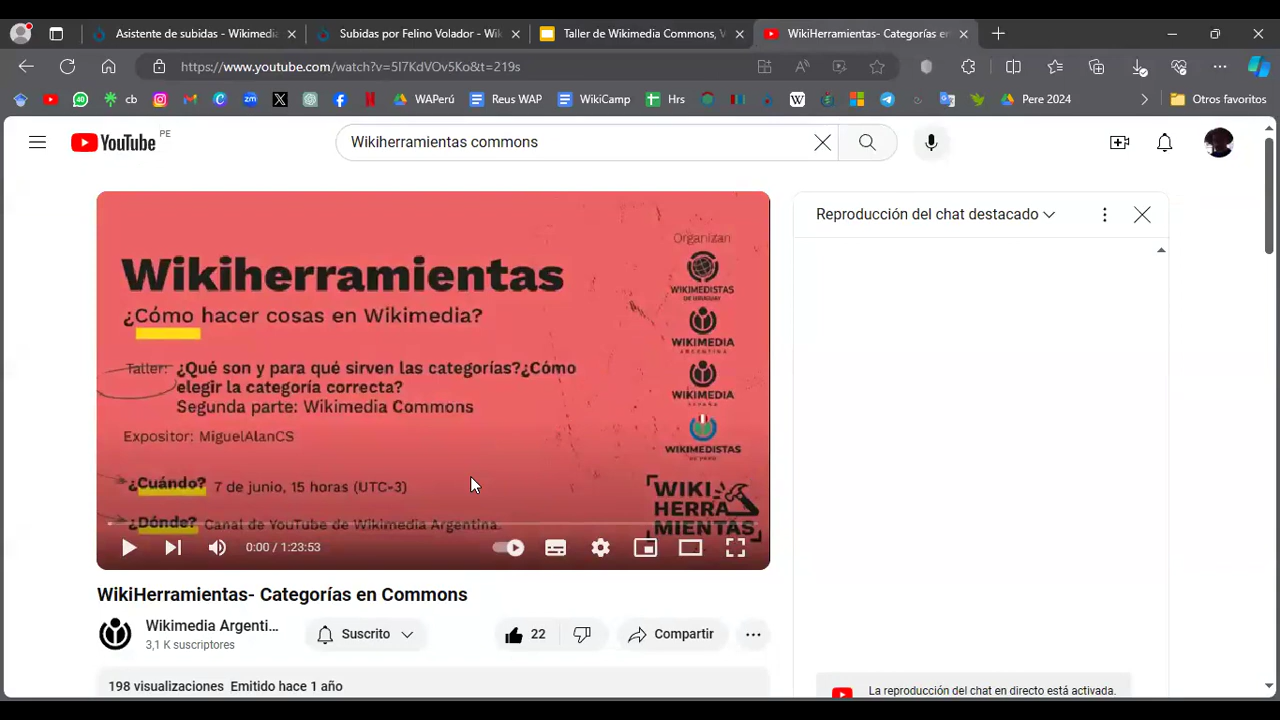 Asistente de subidas - Wikimedia
Subidas por Felino Volador - Wik
Taller de Wikimedia Commons, V
WikiHerramientas- Categorías en
https://www.youtube.com/watch?v=5I7KdVOv5Ko&t=219s
cb
WAPerú
Reus WAP
WikiCamp
Hrs
Pere 2024
Otros favoritos
YouTube PE
Wikiherramientas commons
Reproducción del chat destacado
Organizan
WIKIMEDISTAS
DE URUGUAY
WIKIMEDIA
ARGENTINA
WIKIMEDIA
ESPAÑA
WIKIMEDISTAS
DE PERÚ
WIKI
HERRA
MIENTAS
Wikiherramientas
¿Cómo hacer cosas en Wikimedia?
Taller: ¿Qué son y para qué sirven las categorías?¿Cómo
elegir la categoría correcta?
Segunda parte: Wikimedia Commons
Expositor: MiguelAlanCS
¿Cuándo? 7 de junio, 15 horas (UTC-3)
¿Dónde? Canal de YouTube de Wikimedia Argentina.
0:00 / 1:23:53
WikiHerramientas- Categorías en Commons
Wikimedia Argenti...
3,1 K suscriptores
Suscrito
22
Compartir
198 visualizaciones Emitido hace 1 año
La reproducción del chat en directo está activada.